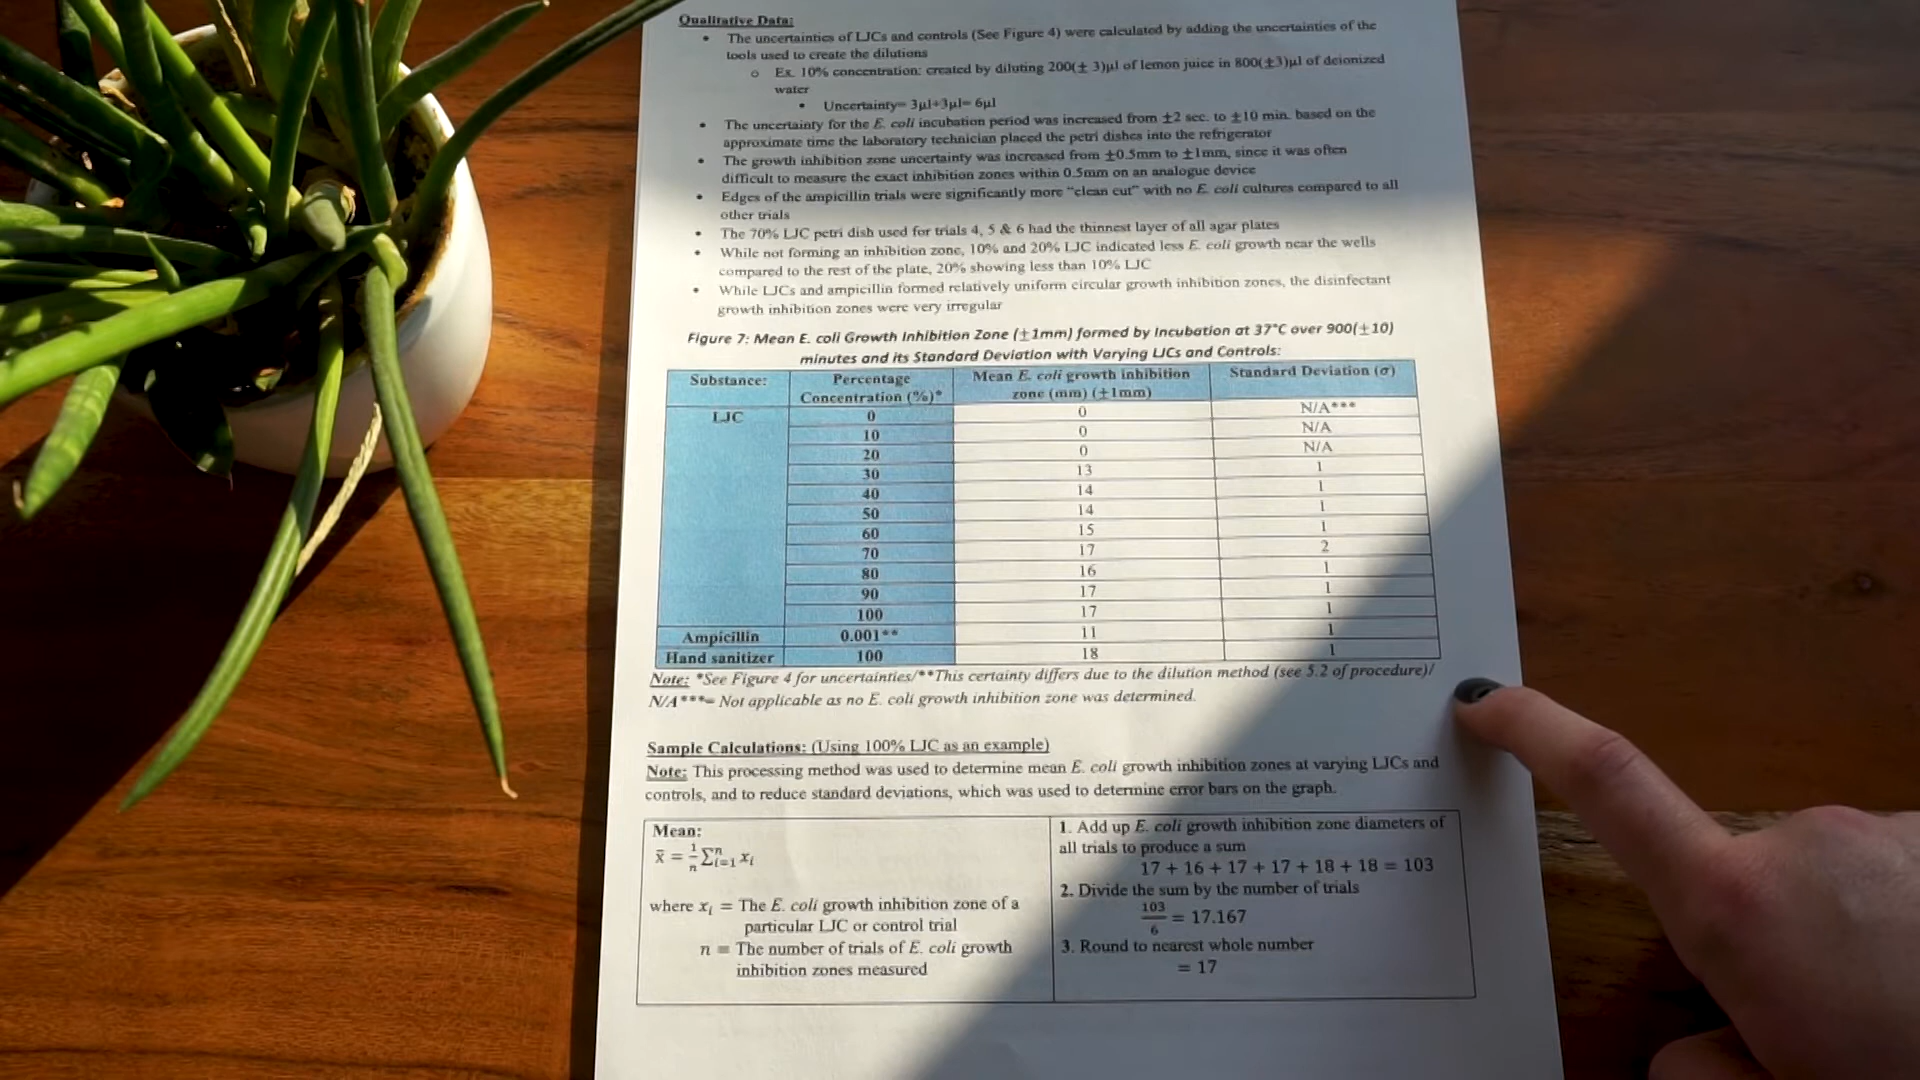 Qualitative Data:
• The uncertainties of LJCs and controls (See Figure 4) were calculated by adding the uncertainties of the
tools used to create the dilutions
o Ex. 10% concentration: created by diluting 200(± 3)µl of lemon juice in 800(±3)µl of deionized
water
▪ Uncertainty= 3µl+3µl= 6µl
• The uncertainty for the E. coli incubation period was increased from ±2 sec. to ±10 min. based on the
approximate time the laboratory technician placed the petri dishes into the refrigerator
• The growth inhibition zone uncertainty was increased from ±0.5mm to ±1mm, since it was often
difficult to measure the exact inhibition zones within 0.5mm on an analogue device
• Edges of the ampicillin trials were significantly more “clean cut” with no E. coli cultures compared to all
other trials
• The 70% LJC petri dish used for trials 4, 5 & 6 had the thinnest layer of all agar plates
• While not forming an inhibition zone, 10% and 20% LJC indicated less E. coli growth near the wells
compared to the rest of the plate, 20% showing less than 10% LJC
• While LJCs and ampicillin formed relatively uniform circular growth inhibition zones, the disinfectant
growth inhibition zones were very irregular
Figure 7: Mean E. coli Growth Inhibition Zone (±1mm) formed by Incubation at 37°C over 900(±10)
minutes and its Standard Deviation with Varying LJCs and Controls:
Substance: Percentage Concentration (%)* Mean E. coli growth inhibition zone (mm) (±1mm) Standard Deviation (σ)
LJC 0 0 N/A***
10 0 N/A
20 0 N/A
30 13 1
40 14 1
50 14 1
60 15 1
70 17 2
80 16 1
90 17 1
100 17 1
Ampicillin 0.001** 11 1
Hand sanitizer 100 18 1
Note: *See Figure 4 for uncertainties/**This certainty differs due to the dilution method (see 5.2 of procedure)/
N/A***= Not applicable as no E. coli growth inhibition zone was determined.
Sample Calculations: (Using 100% LJC as an example)
Note: This processing method was used to determine mean E. coli growth inhibition zones at varying LJCs and
controls, and to reduce standard deviations, which was used to determine error bars on the graph.
Mean:
x̄ = 1/n ∑ⁿᵢ₌₁ xᵢ
where xᵢ = The E. coli growth inhibition zone of a
particular LJC or control trial
n = The number of trials of E. coli growth
inhibition zones measured
1. Add up E. coli growth inhibition zone diameters of
all trials to produce a sum
17 + 16 + 17 + 17 + 18 + 18 = 103
2. Divide the sum by the number of trials
103/6 = 17.167
3. Round to nearest whole number
= 17